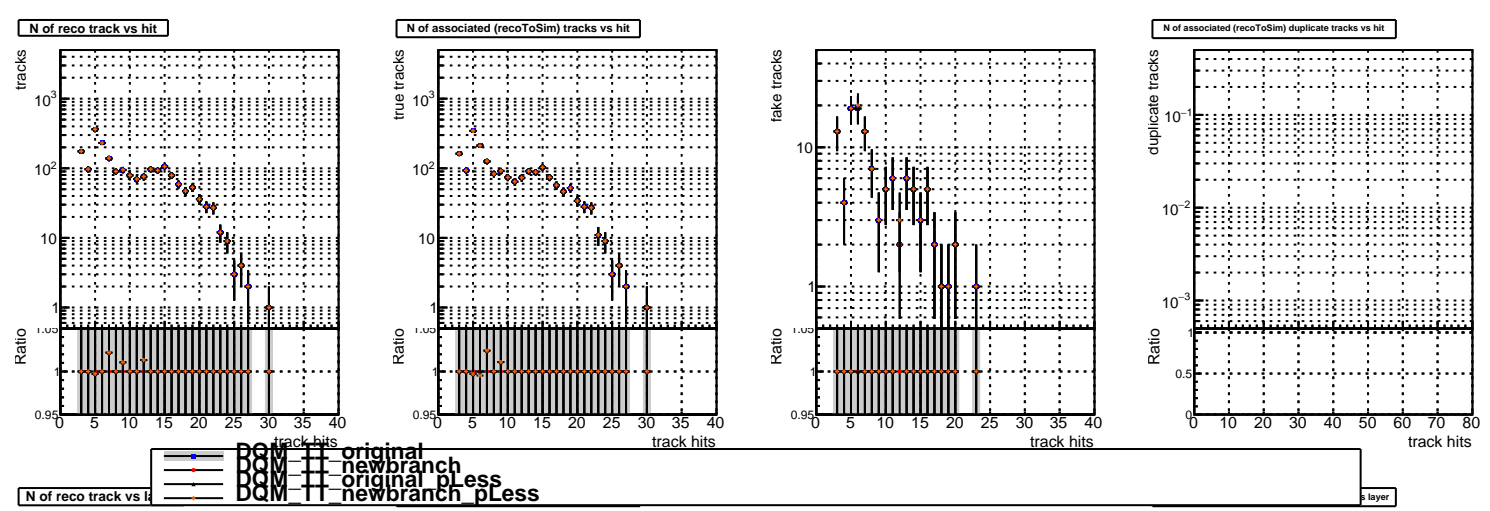 N of reco track vs hit
N of associated (recoToSim) tracks vs hit
N of associated (recoToSim) duplicate tracks vs hit
tracks
10³
10²
10
1
Ratio
1.05
1
0.95
0 5 10 15 20 25 30 35 40
track hits
true tracks
10³
10²
10
1
Ratio
1.05
1
0.95
0 5 10 15 20 25 30 35 40
track hits
fake tracks
10
1
Ratio
1.05
1
0.95
0 5 10 15 20 25 30 35 40
track hits
duplicate tracks
10⁻¹
10⁻²
10⁻³
Ratio
1
0.5
0
0 10 20 30 40 50 60 70 80
track hits
DQM_TT_original
DQM_TT_newbranch
DQM_TT_original_pLess
DQM_TT_newbranch_pLess
N of reco track vs la
s layer